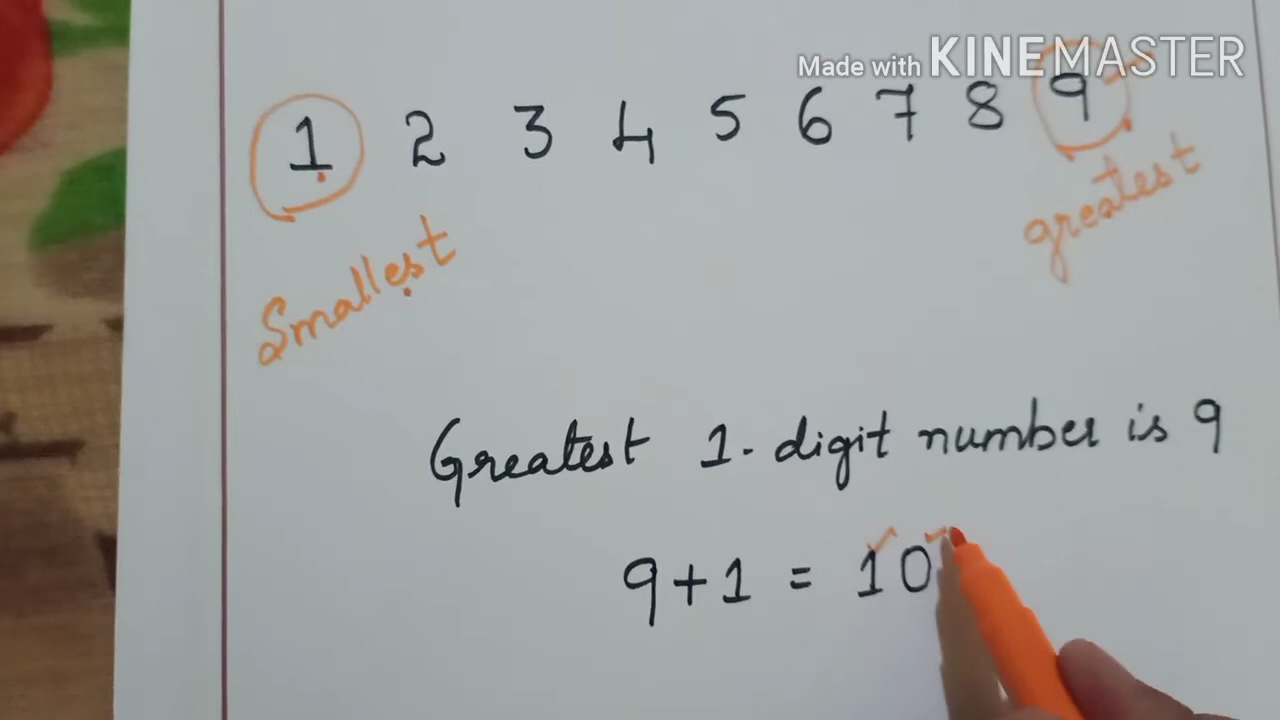 Made with KINEMASTER
1 2 3 4 5 6 7 8 9
Smallest greatest
Greatest 1-digit number is 9
9+1 = 10